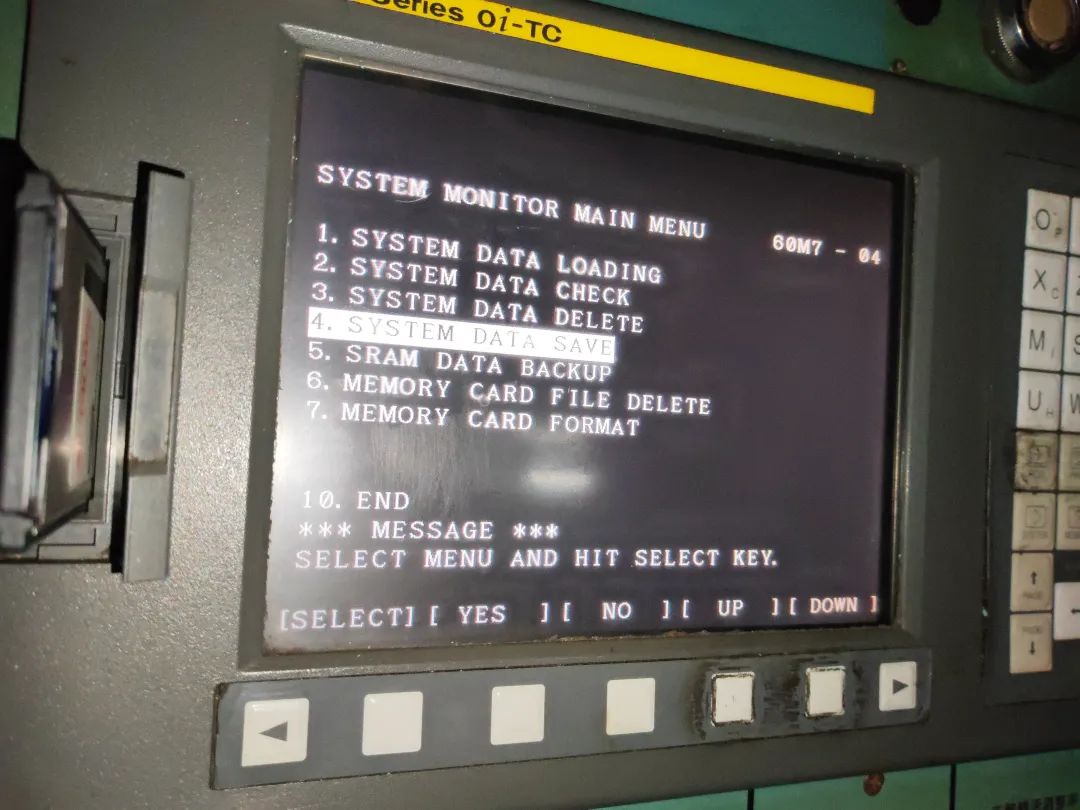 Series 0i-TC
SYSTEM MONITOR MAIN MENU
60M7 - 04
1. SYSTEM DATA LOADING
2. SYSTEM DATA CHECK
3. SYSTEM DATA DELETE
4. SYSTEM DATA SAVE
5. SRAM DATA BACKUP
6. MEMORY CARD FILE DELETE
7. MEMORY CARD FORMAT
10. END
*** MESSAGE ***
SELECT MENU AND HIT SELECT KEY.
[SELECT] [ YES ] [ NO ] [ UP ] [ DOWN ]
O P
X C
M I
U H
PAGE
PAGE